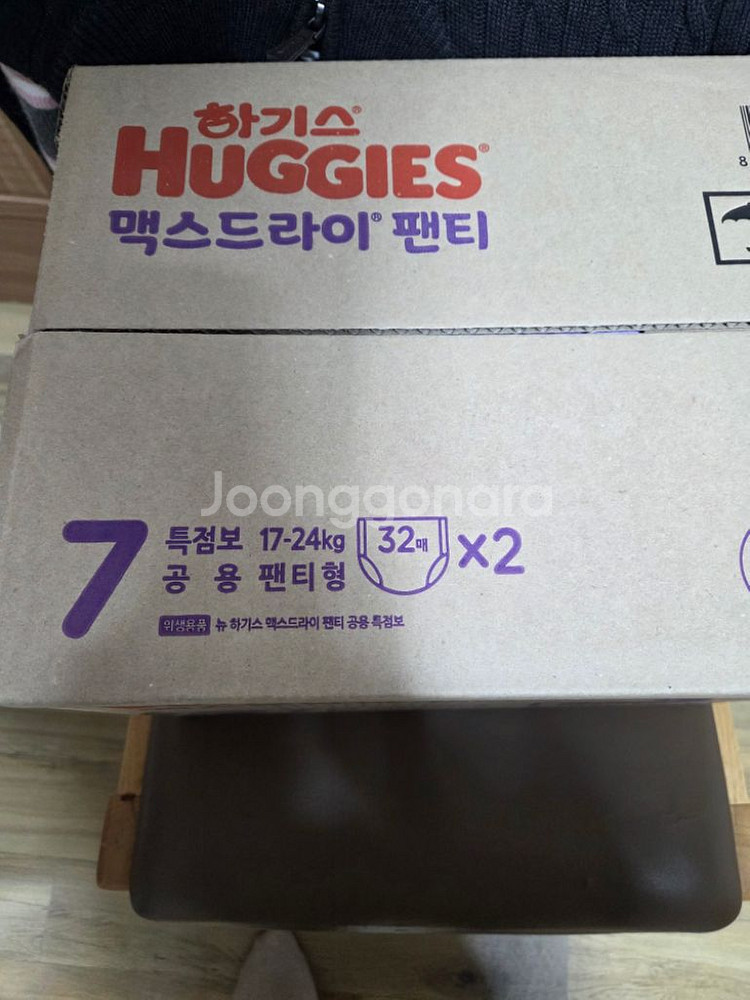 하기스®
HUGGIES®
맥스드라이® 팬티
8
Joonggonara
7 특점보 17-24kg 32매 x2
공용 팬티형
위생용품 뉴 하기스 맥스드라이 팬티 공용 특점보